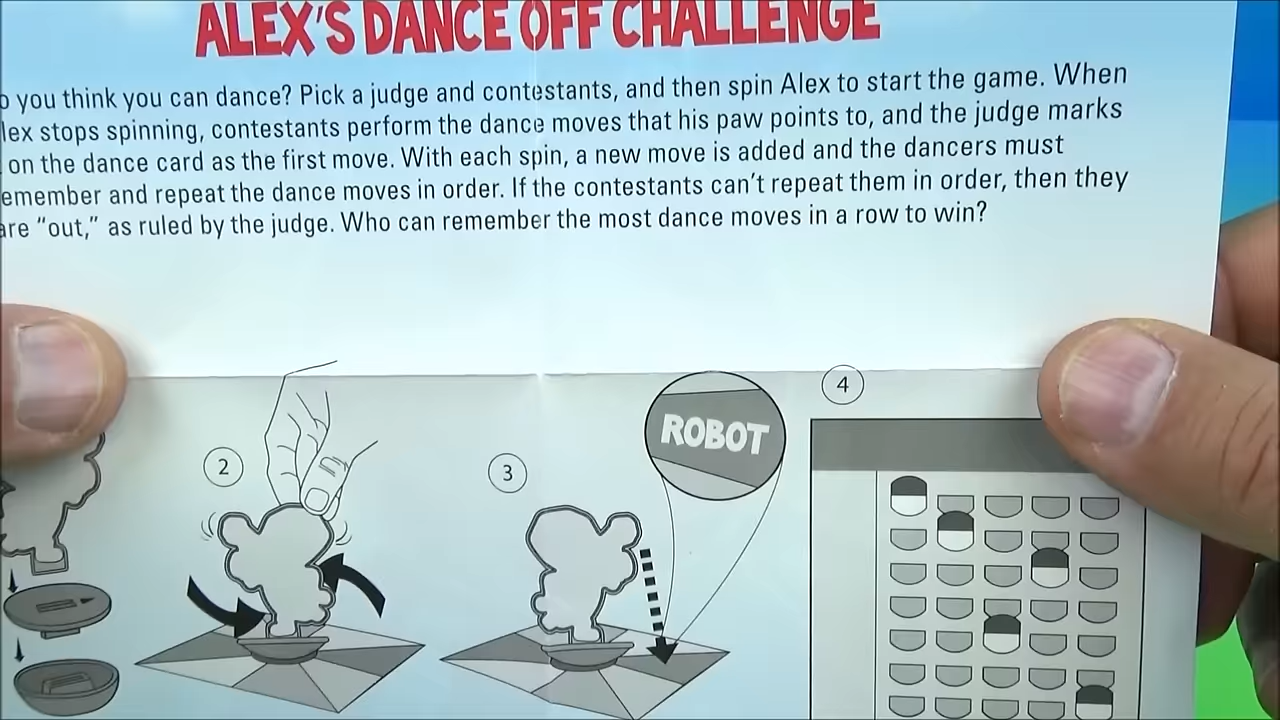 ALEX'S DANCE OFF CHALLENGE
you think you can dance? Pick a judge and contestants, and then spin Alex to start the game. When
lex stops spinning, contestants perform the dance moves that his paw points to, and the judge marks
on the dance card as the first move. With each spin, a new move is added and the dancers must
emember and repeat the dance moves in order. If the contestants can't repeat them in order, then they
are “out,” as ruled by the judge. Who can remember the most dance moves in a row to win?
2
3
ROBOT
4